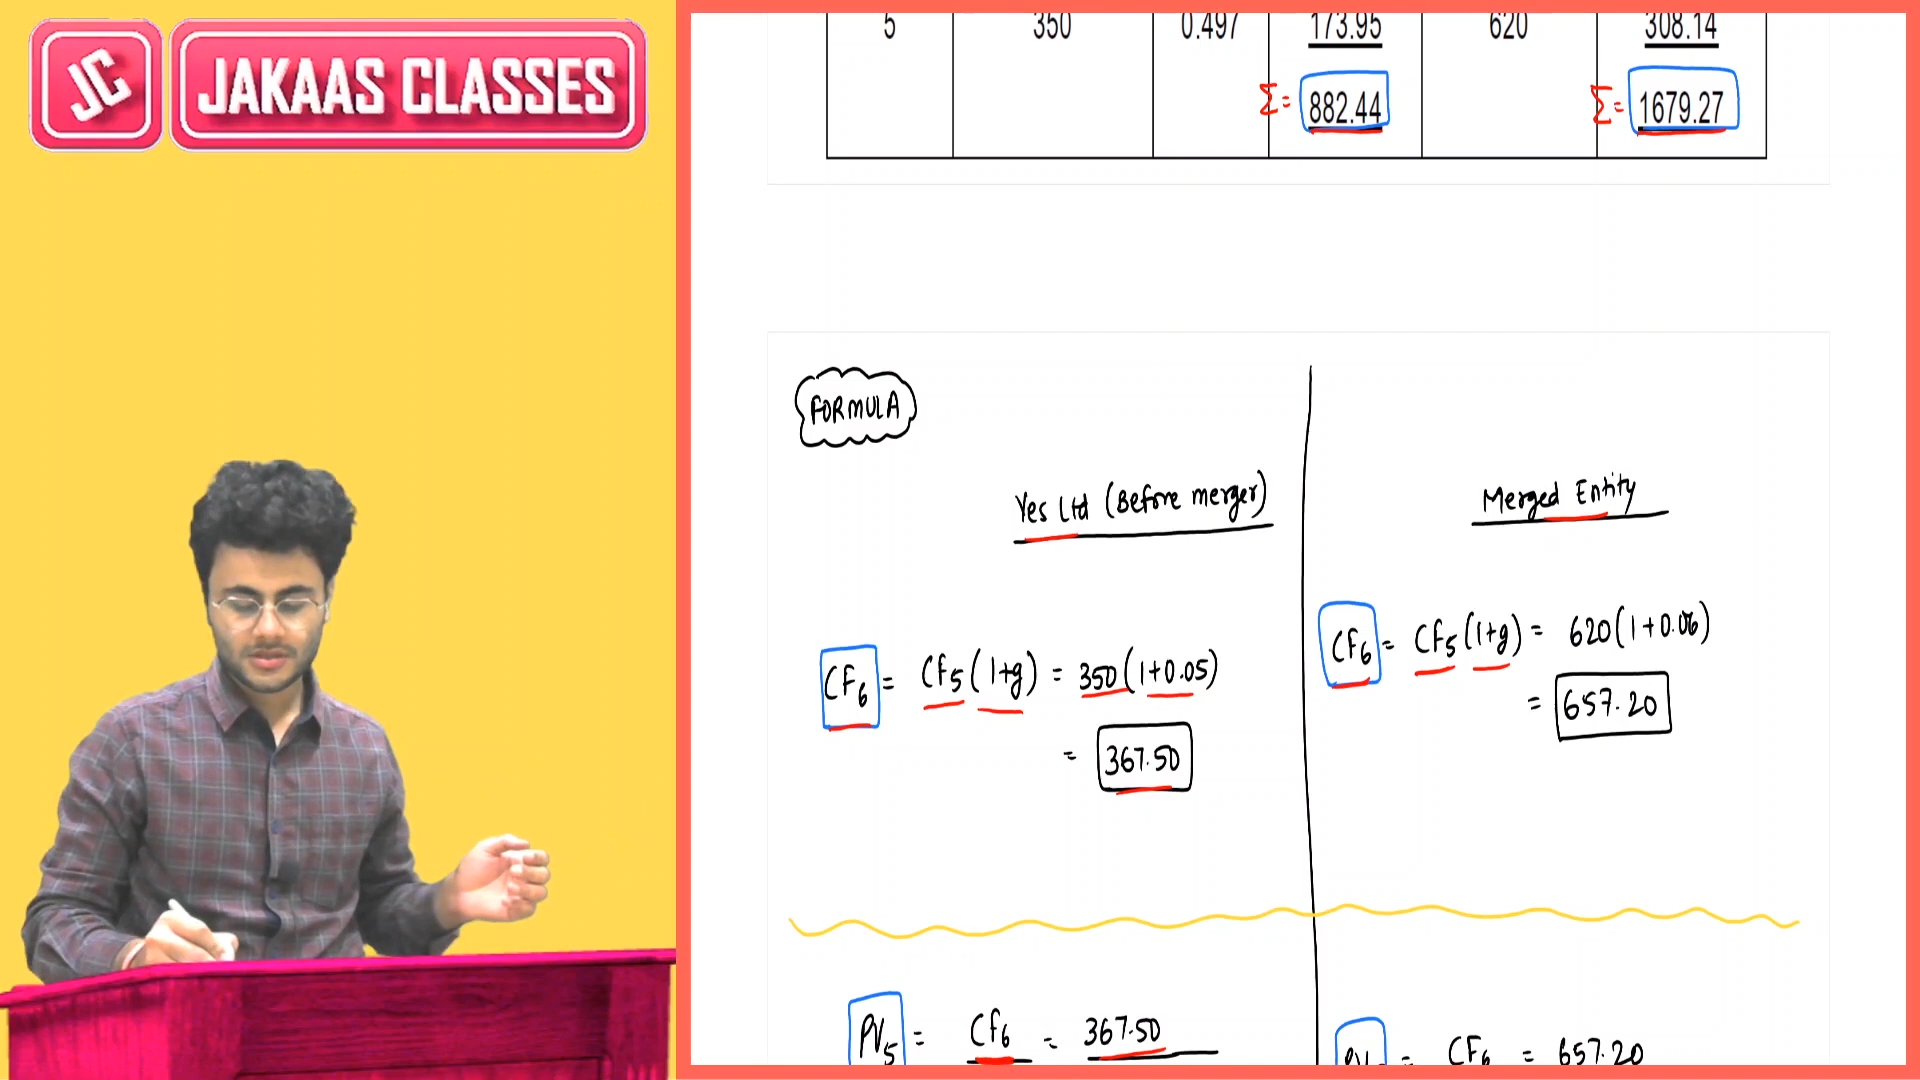 JC JAKAAS CLASSES
5 350 0.497 173.95 620 308.14
Σ= 882.44 Σ= 1679.27
FORMULA
Yes Ltd (Before merger)
Merged Entity
CF6 = CF5 (1+g) = 350 (1+0.05)
= 367.50
CF6 = CF5 (1+g) = 620 (1+0.06)
= 657.20
PV5 = CF6 = 367.50
PV = CF6 = 657.20